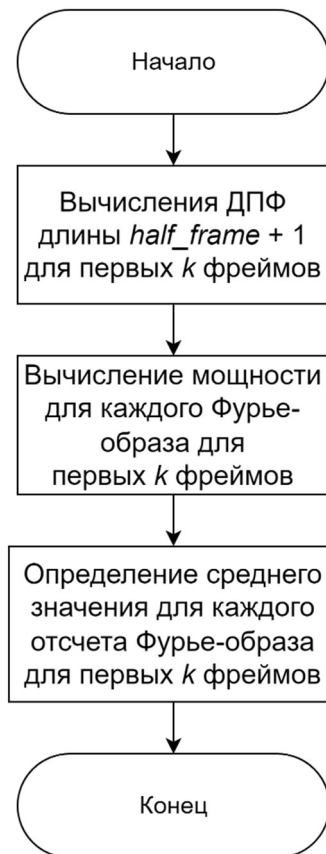 Начало
Вычисления ДПФ
длины half_frame + 1
для первых k фреймов
Вычисление мощности
для каждого Фурье-
образа для
первых k фреймов
Определение среднего
значения для каждого
отсчета Фурье-образа
для первых k фреймов
Конец